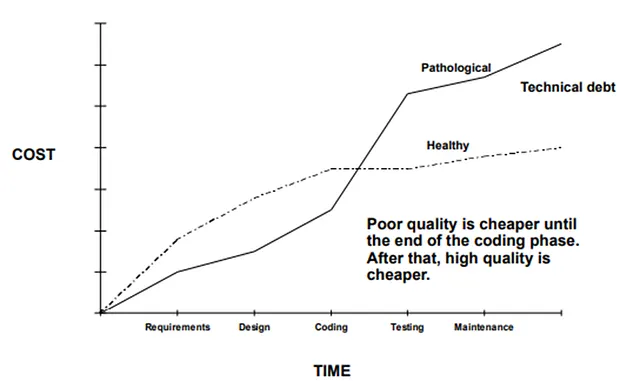 Pathological
Technical debt
Healthy
COST
Poor quality is cheaper until
the end of the coding phase.
After that, high quality is
cheaper.
Requirements Design Coding Testing Maintenance
TIME